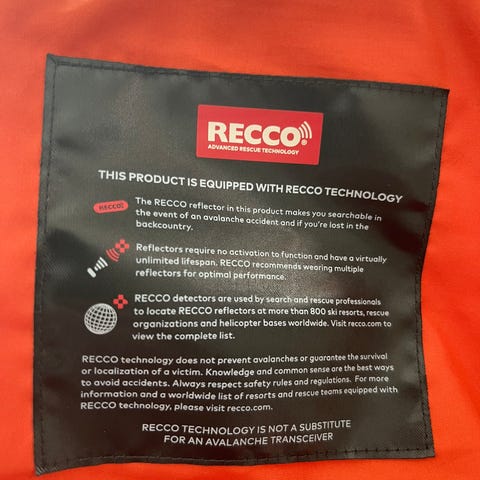 RECCO
ADVANCED RESCUE TECHNOLOGY
THIS PRODUCT IS EQUIPPED WITH RECCO TECHNOLOGY
RECCO
The RECCO reflector in this product makes you searchable in
the event of an avalanche accident and if you're lost in the
backcountry.
Reflectors require no activation to function and have a virtually
unlimited lifespan. RECCO recommends wearing multiple
reflectors for optimal performance.
RECCO detectors are used by search and rescue professionals
to locate RECCO reflectors at more than 800 ski resorts, rescue
organizations and helicopter bases worldwide. Visit recco.com to
view the complete list.
RECCO technology does not prevent avalanches or guarantee the survival
or localization of a victim. Knowledge and common sense are the best ways
to avoid accidents. Always respect safety rules and regulations. For more
information and a worldwide list of resorts and rescue teams equipped with
RECCO technology, please visit recco.com.
RECCO TECHNOLOGY IS NOT A SUBSTITUTE
FOR AN AVALANCHE TRANSCEIVER